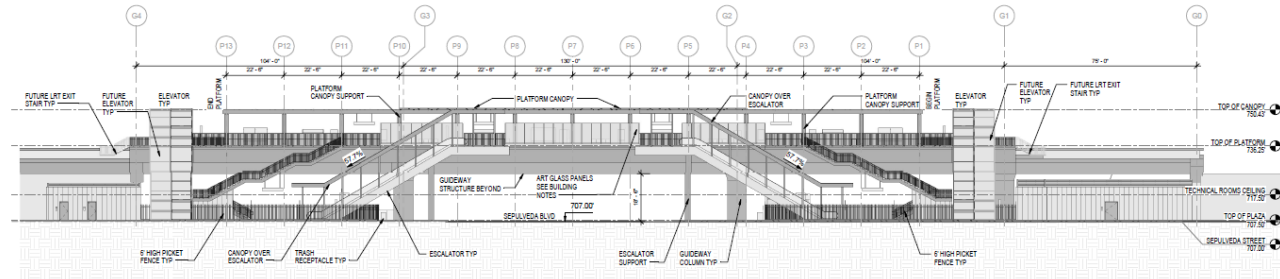 G4
G3
G2
G1
G0
P13
P12
P11
P10
P9
P8
P7
P6
P5
P4
P3
P2
P1
104' - 0"
130' - 0"
104' - 0"
75' - 0"
22' - 6"
22' - 6"
22' - 6"
22' - 6"
22' - 6"
22' - 6"
22' - 6"
22' - 6"
22' - 6"
22' - 6"
22' - 6"
22' - 6"
FUTURE LRT EXIT
STAIR TYP
FUTURE
ELEVATOR
TYP
ELEVATOR
TYP
END
PLATFORM
PLATFORM
CANOPY SUPPORT
PLATFORM CANOPY
CANOPY OVER
ESCALATOR
PLATFORM
CANOPY SUPPORT
BEGIN
PLATFORM
ELEVATOR
TYP
FUTURE
ELEVATOR
TYP
FUTURE LRT EXIT
STAIR TYP
TOP OF CANOPY
750.43'
TOP OF PLATFORM
736.25'
TECHNICAL ROOMS CEILING
717.50'
TOP OF PLAZA
707.50'
SEPULVEDA STREET
707.00'
57.7%
57.7%
GUIDEWAY
STRUCTURE BEYOND
ART GLASS PANELS
SEE BUILDING
NOTES
707.00'
SEPULVEDA BLVD
6' HIGH PICKET
FENCE TYP
CANOPY OVER
ESCALATOR
TRASH
RECEPTACLE TYP
ESCALATOR TYP
ESCALATOR
SUPPORT
GUIDEWAY
COLUMN TYP
6' HIGH PICKET
FENCE TYP